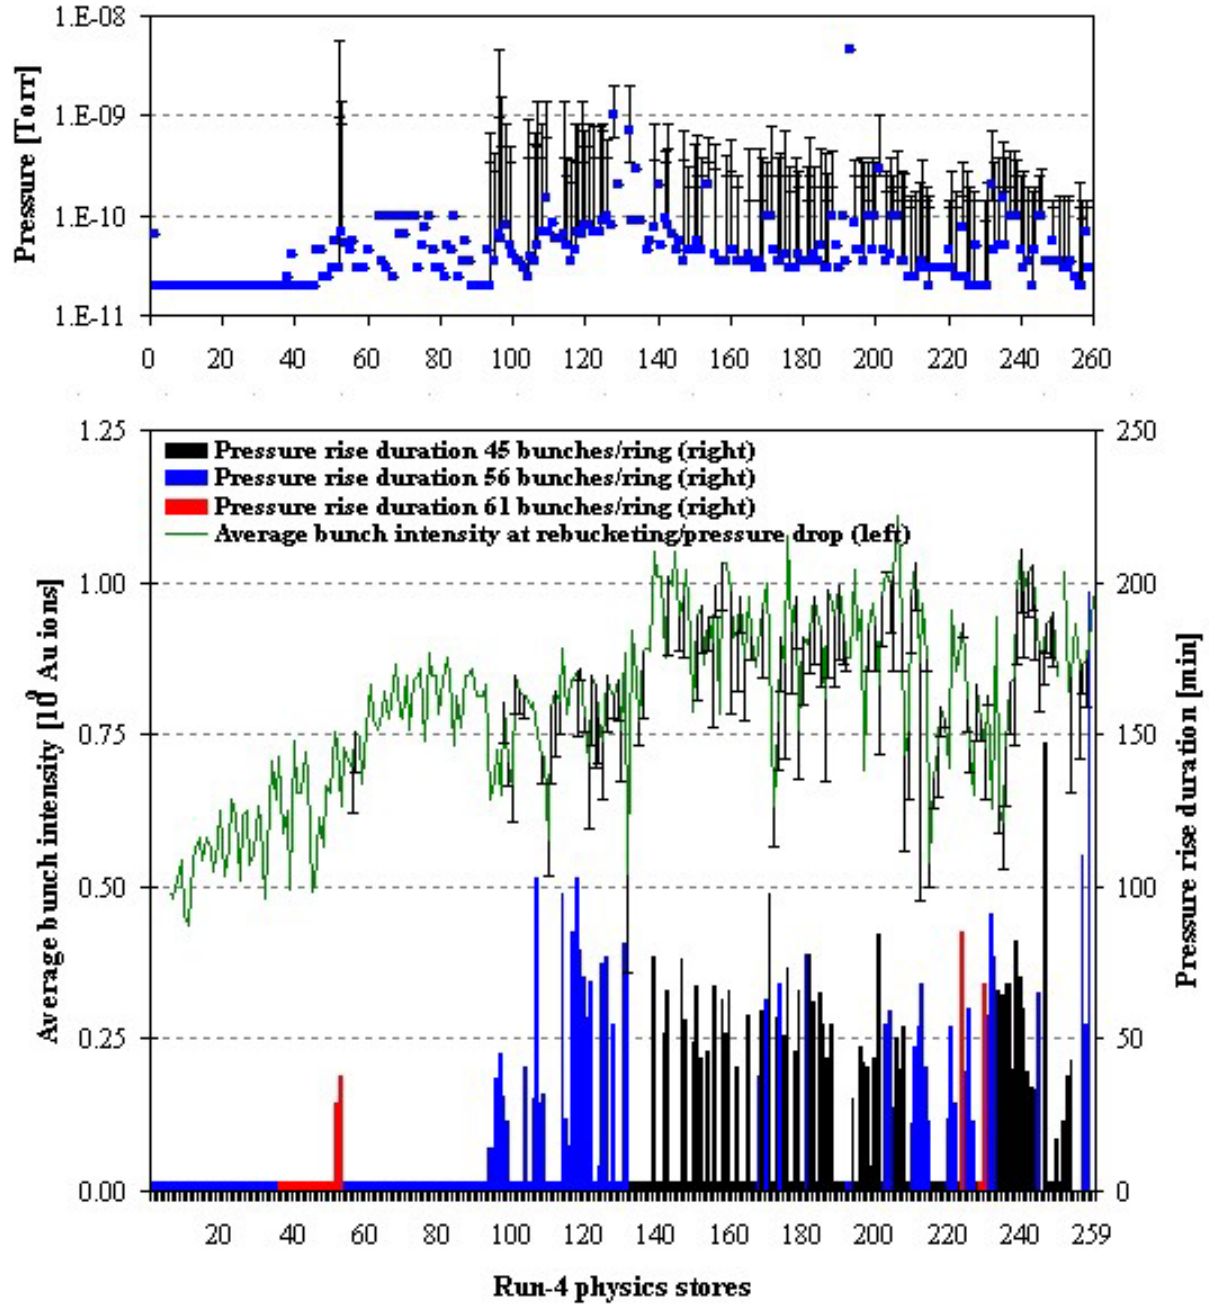 1.E-08
1.E-09
1.E-10
1.E-11
Pressure [Torr]
0 20 40 60 80 100 120 140 160 180 200 220 240 260
1.25 250
Pressure rise duration 45 bunches/ring (right)
Pressure rise duration 56 bunches/ring (right)
Pressure rise duration 61 bunches/ring (right)
Average bunch intensity at rebucketing/pressure drop (left)
1.00 200
0.75 150
0.50 100
0.25 50
0.00 0
Average bunch intensity [10⁹ Au ions]
Pressure rise duration [min]
20 40 60 80 100 120 140 160 180 200 220 240 259
Run-4 physics stores